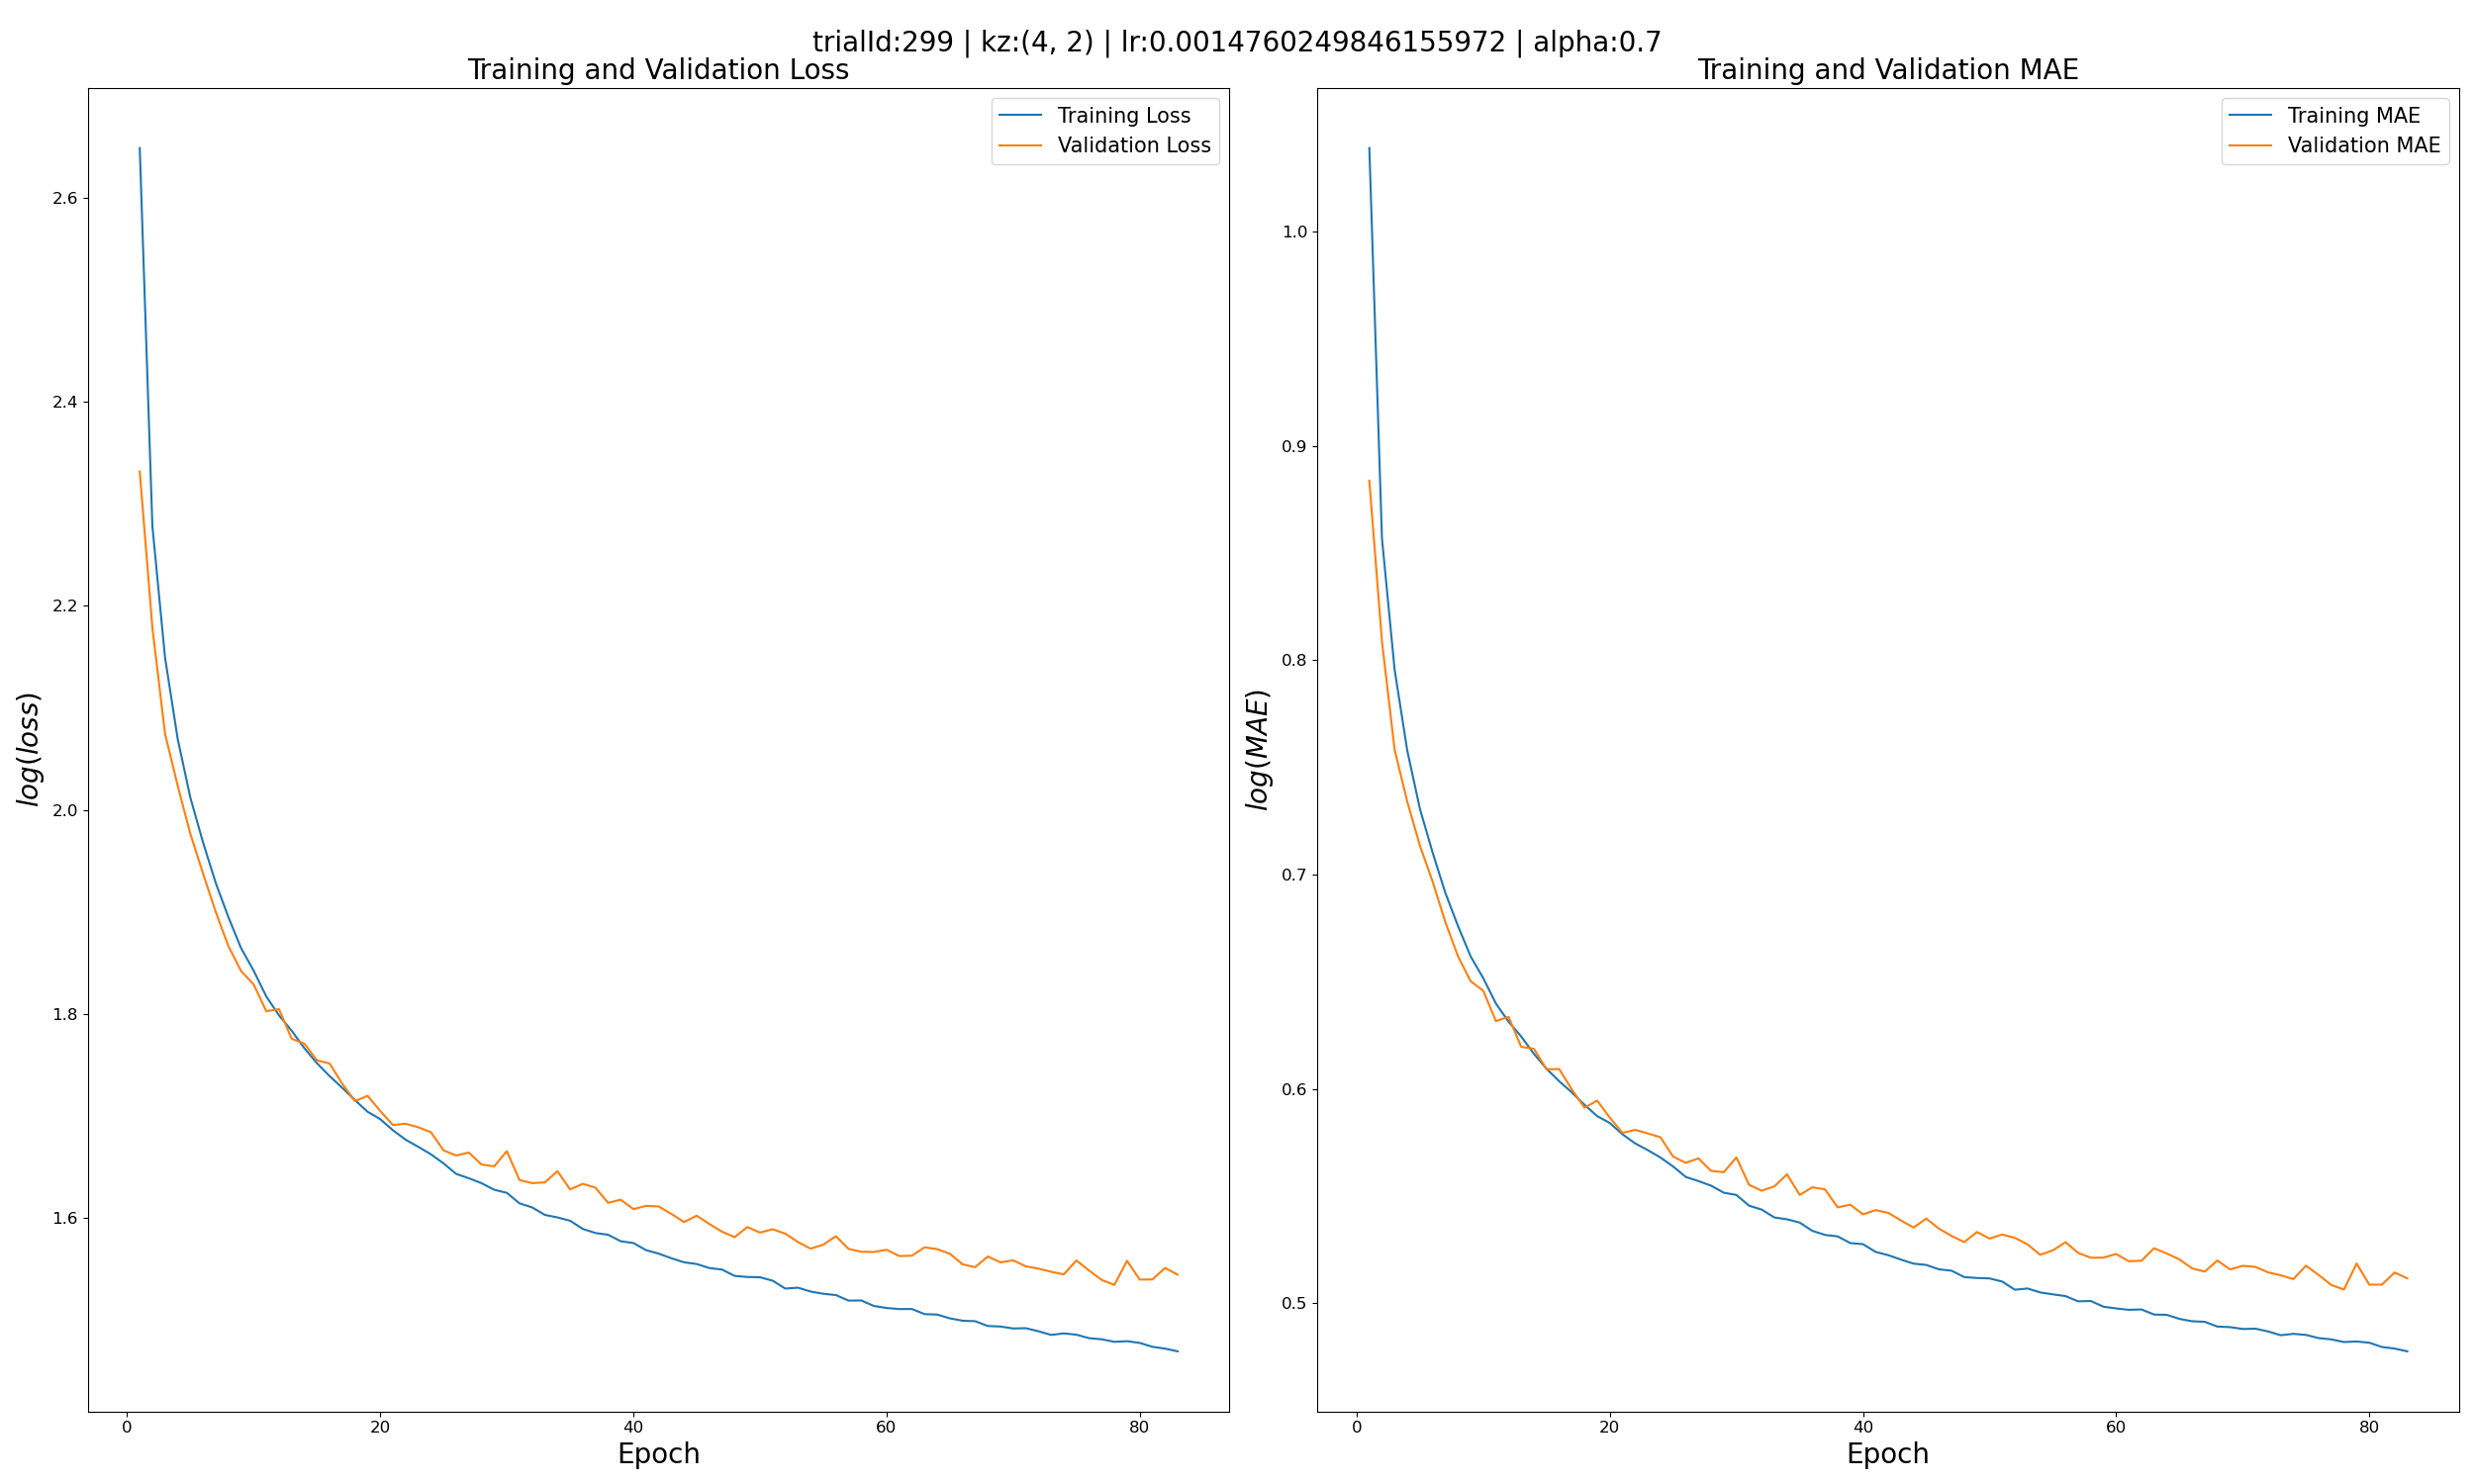 trialId:299 | kz:(4, 2) | lr:0.0014760249846155972 | alpha:0.7
Training and Validation Loss
Training Loss
Validation Loss
2.6
2.4
2.2
2.0
1.8
1.6
log(loss)
0 20 40 60 80
Epoch
Training and Validation MAE
Training MAE
Validation MAE
1.0
0.9
0.8
0.7
0.6
0.5
log(MAE)
0 20 40 60 80
Epoch